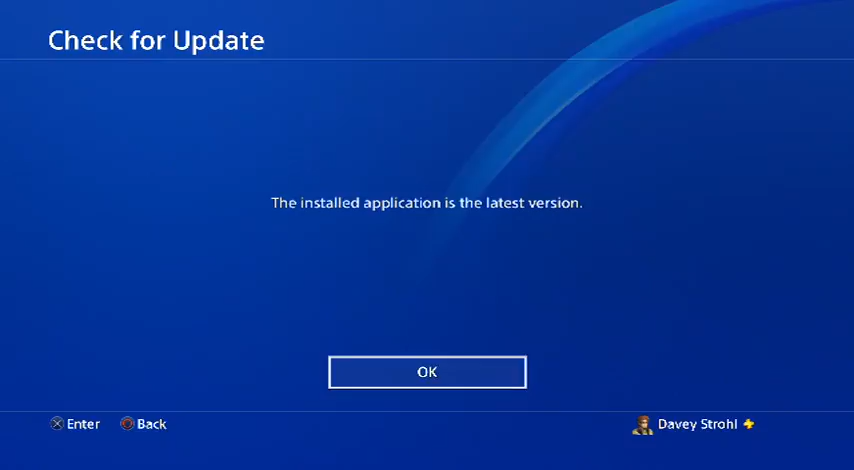 Check for Update
The installed application is the latest version.
OK
Enter
Back
Davey Strohl